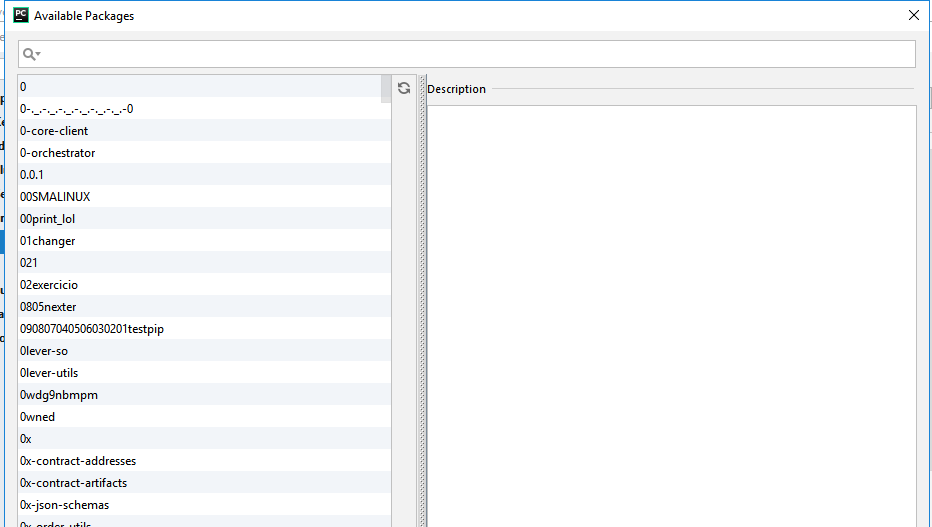 PC
Available Packages
0
Description
0-._.-._.-._.-._.-._.-._.-0
0-core-client
0-orchestrator
0.0.1
00SMALINUX
00print_lol
01changer
021
02exercicio
0805nexter
090807040506030201testpip
0lever-so
0lever-utils
0wdg9nbmpm
0wned
0x
0x-contract-addresses
0x-contract-artifacts
0x-json-schemas
0x-order-utils